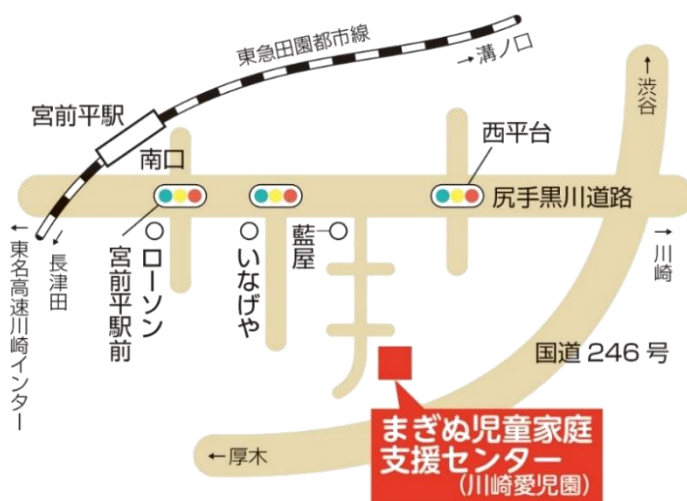 東急田園都市線
→溝ノ口
↑渋谷
宮前平駅
南口
西平台
尻手黒川道路
←東名高速川崎インター
↓長津田
宮前平駅前
ローソン
いなげや
藍屋
→川崎
国道246号
←厚木
まぎぬ児童家庭
支援センター
(川崎愛児園)